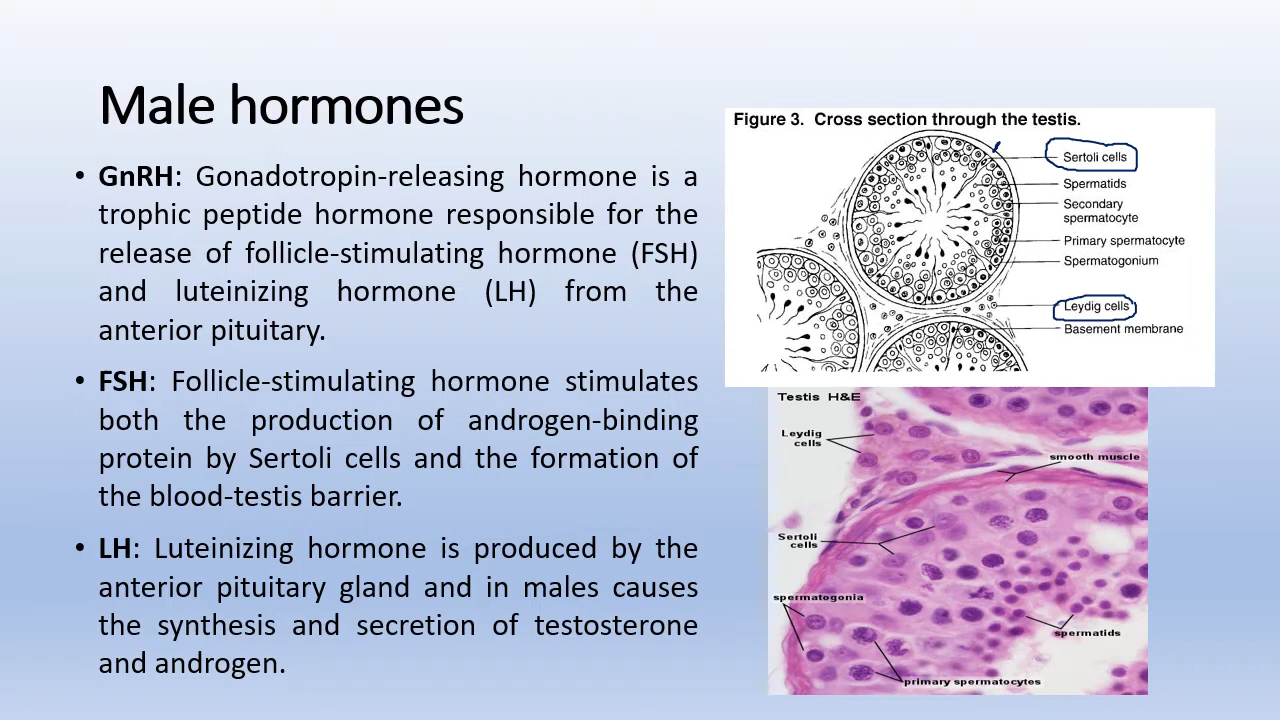 Male hormones
• GnRH: Gonadotropin-releasing hormone is a
trophic peptide hormone responsible for the
release of follicle-stimulating hormone (FSH)
and luteinizing hormone (LH) from the
anterior pituitary.
• FSH: Follicle-stimulating hormone stimulates
both the production of androgen-binding
protein by Sertoli cells and the formation of
the blood-testis barrier.
• LH: Luteinizing hormone is produced by the
anterior pituitary gland and in males causes
the synthesis and secretion of testosterone
and androgen.
Figure 3. Cross section through the testis.
Sertoli cells
Spermatids
Secondary
spermatocyte
Primary spermatocyte
Spermatogonium
Leydig cells
Basement membrane
Testis H&E
Leydig
cells
smooth muscle
Sertoli
cells
spermatogonia
spermatids
primary spermatocytes